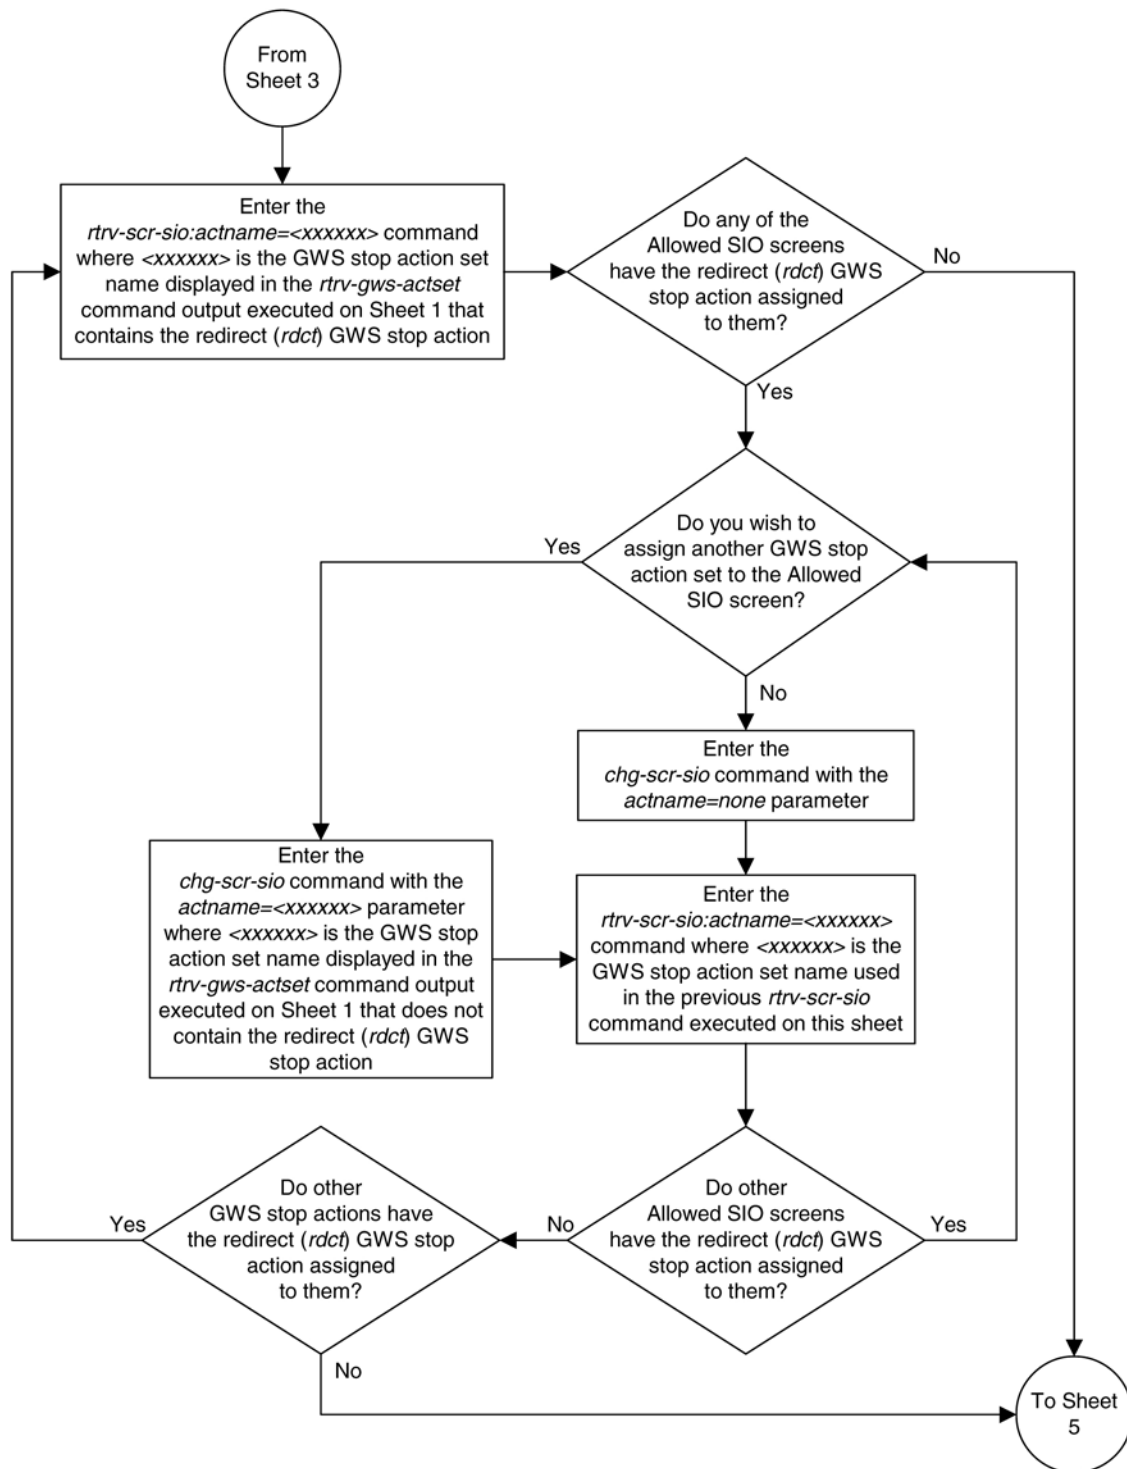 From
Sheet 3
Enter the
rtrv-scr-sio:actname=<xxxxxx> command
where <xxxxxx> is the GWS stop action set
name displayed in the rtrv-gws-actset
command output executed on Sheet 1 that
contains the redirect (rdct) GWS stop action
Do any of the
Allowed SIO screens
have the redirect (rdct) GWS
stop action assigned
to them?
No
Yes
Do you wish to
assign another GWS stop
action set to the Allowed
SIO screen?
Yes
No
Enter the
chg-scr-sio command with the
actname=none parameter
Enter the
chg-scr-sio command with the
actname=<xxxxxx> parameter
where <xxxxxx> is the GWS stop
action set name displayed in the
rtrv-gws-actset command output
executed on Sheet 1 that does not
contain the redirect (rdct) GWS
stop action
Enter the
rtrv-scr-sio:actname=<xxxxxx>
command where <xxxxxx> is the
GWS stop action set name used
in the previous rtrv-scr-sio
command executed on this sheet
Do other
Allowed SIO screens
have the redirect (rdct) GWS
stop action assigned
to them?
Yes
No
Do other
GWS stop actions have
the redirect (rdct) GWS stop
action assigned
to them?
Yes
No
To Sheet
5